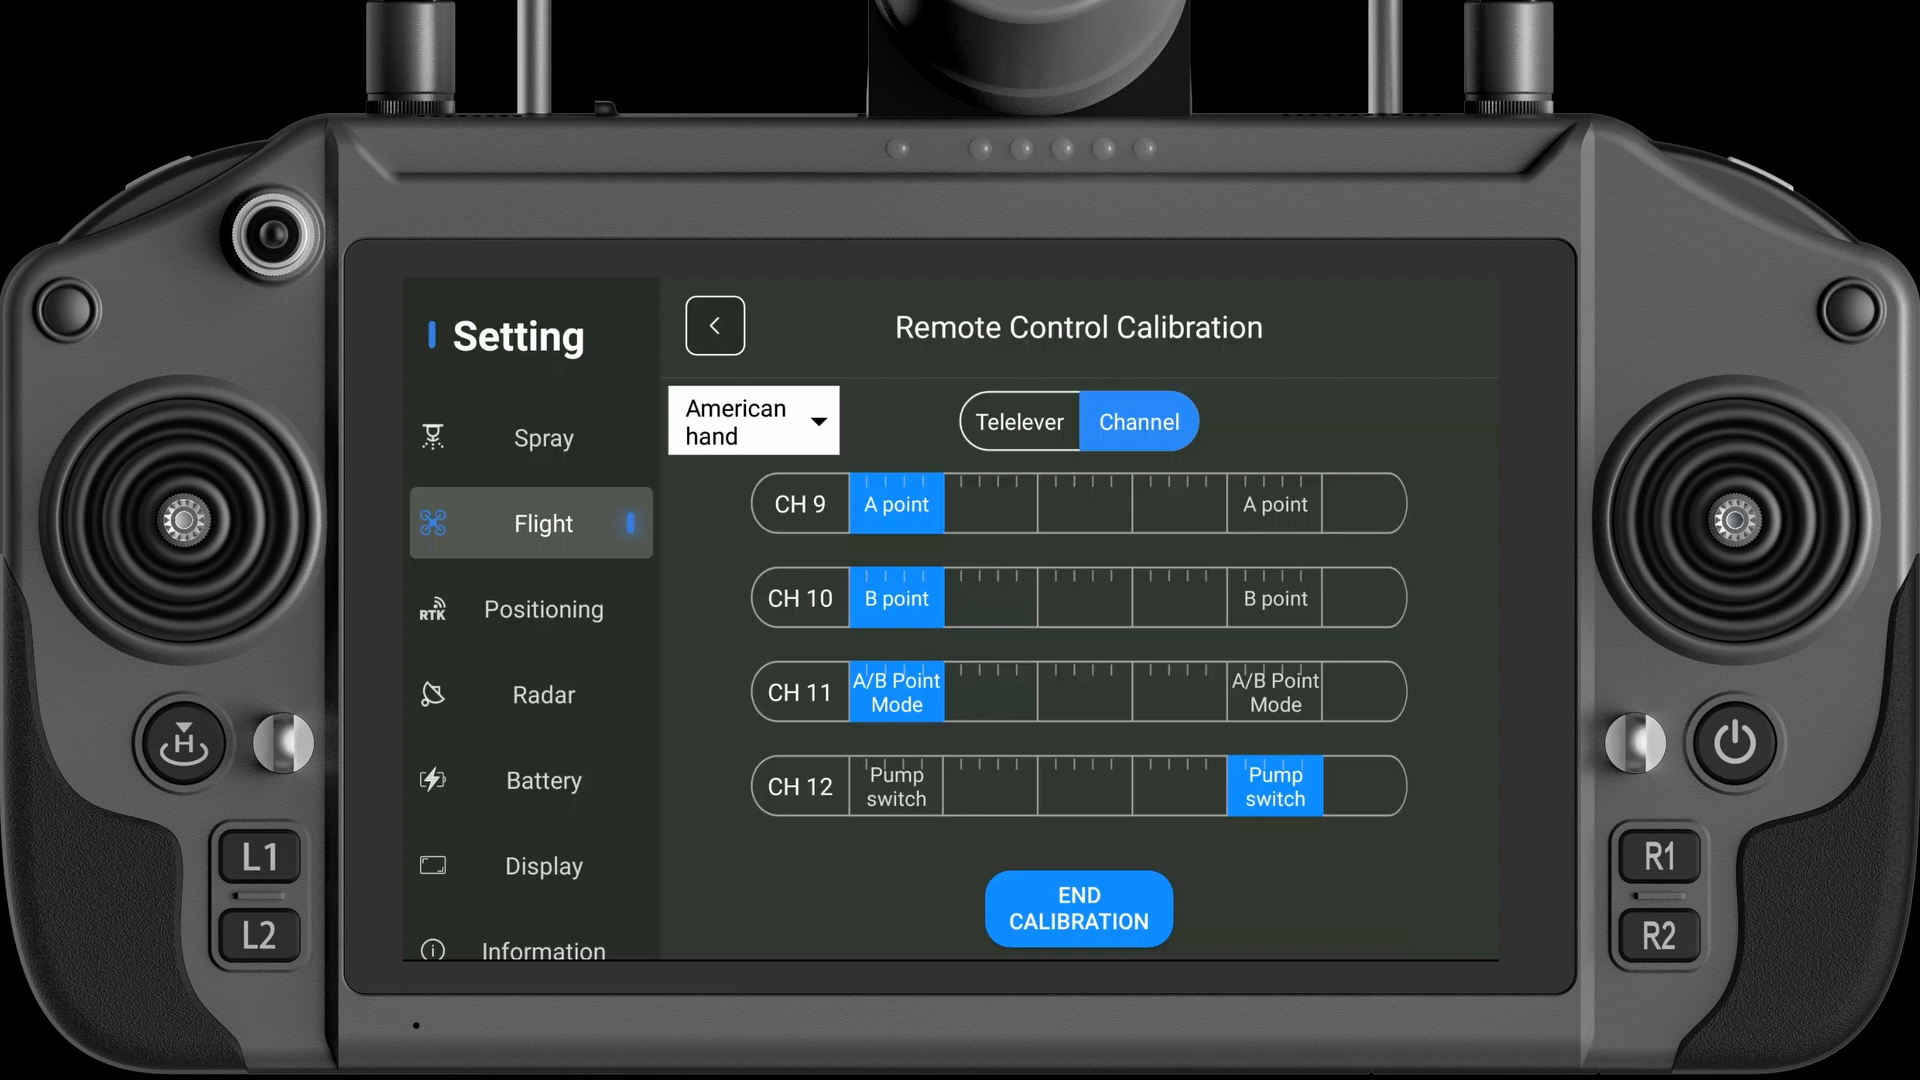 Setting
Remote Control Calibration
American
hand
Telelever
Channel
Spray
Flight
Positioning
RTK
Radar
Battery
Display
Information
CH 9
A point
A point
CH 10
B point
B point
CH 11
A/B Point
Mode
A/B Point
Mode
CH 12
Pump
switch
Pump
switch
END
CALIBRATION
H
L1
L2
R1
R2